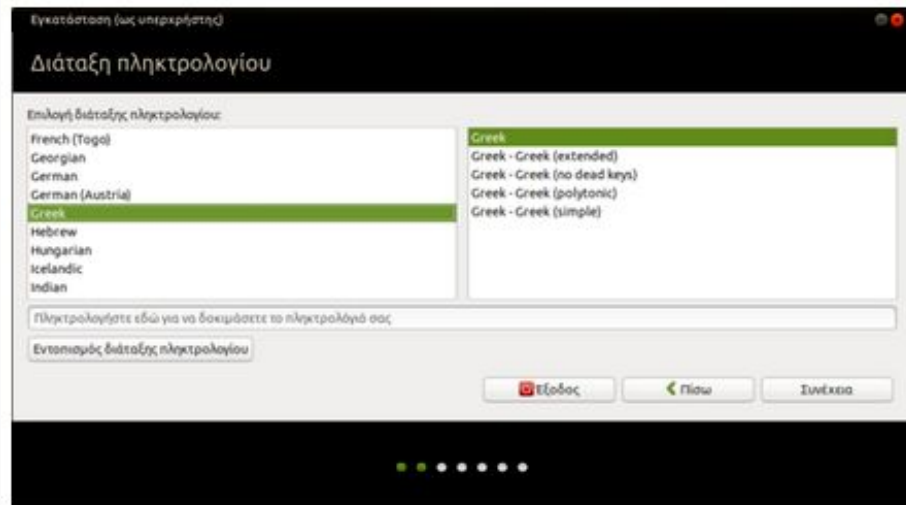 Εγκατάσταση (ως υπερχρήστης)
Διάταξη πληκτρολογίου
Επιλογή διάταξης πληκτρολογίου:
French (Togo)
Georgian
German
German (Austria)
Greek
Hebrew
Hungarian
Icelandic
Indian
Greek
Greek - Greek (extended)
Greek - Greek (no dead keys)
Greek - Greek (polytonic)
Greek - Greek (simple)
Πληκτρολογήστε εδώ για να δοκιμάσετε το πληκτρολόγιό σας
Εντοπισμός διάταξης πληκτρολογίου
Έξοδος
Πίσω
Συνέχεια